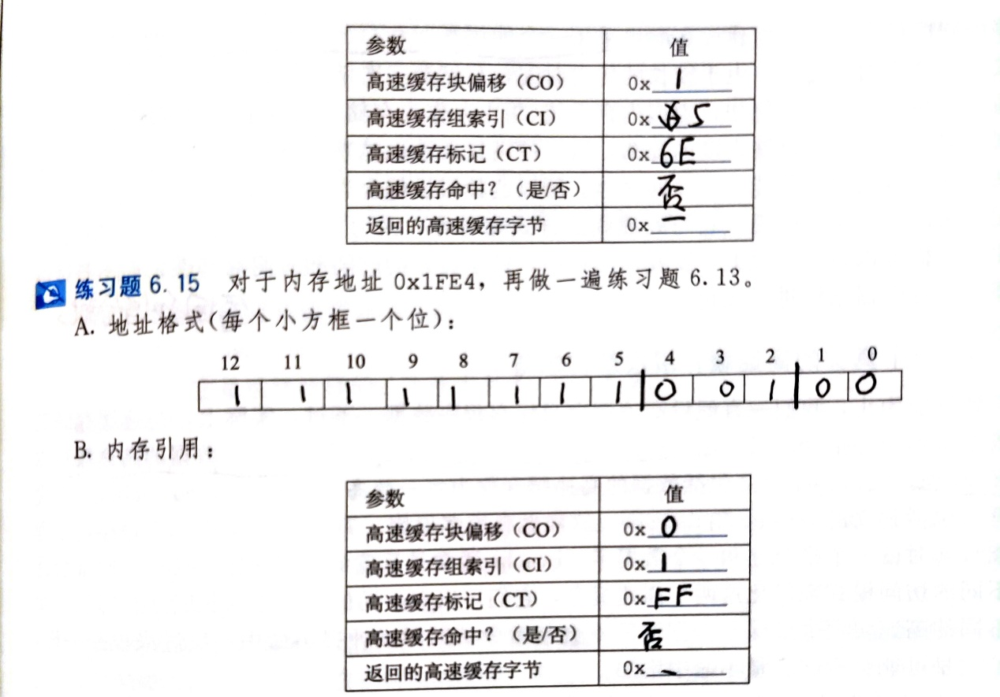 参数 值
高速缓存块偏移（CO） 0x 1
高速缓存组索引（CI） 0x 5
高速缓存标记（CT） 0x 6E
高速缓存命中？（是/否） 否
返回的高速缓存字节 0x –
练习题 6.15 对于内存地址 0x1FE4，再做一遍练习题 6.13。
A. 地址格式(每个小方框一个位)：
12 11 10 9 8 7 6 5 4 3 2 1 0
1 1 1 1 1 1 1 1 0 0 1 0 0
B. 内存引用：
参数 值
高速缓存块偏移（CO） 0x 0
高速缓存组索引（CI） 0x 1
高速缓存标记（CT） 0x FF
高速缓存命中？（是/否） 否
返回的高速缓存字节 0x –